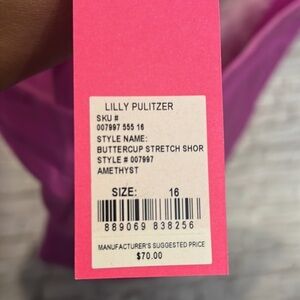 LILLY PULITZER
SKU #
007997 555 16
STYLE NAME:
BUTTERCUP STRETCH SHOR
STYLE # 007997
AMETHYST
SIZE: 16
889069 838256
MANUFACTURER'S SUGGESTED PRICE
$70.00